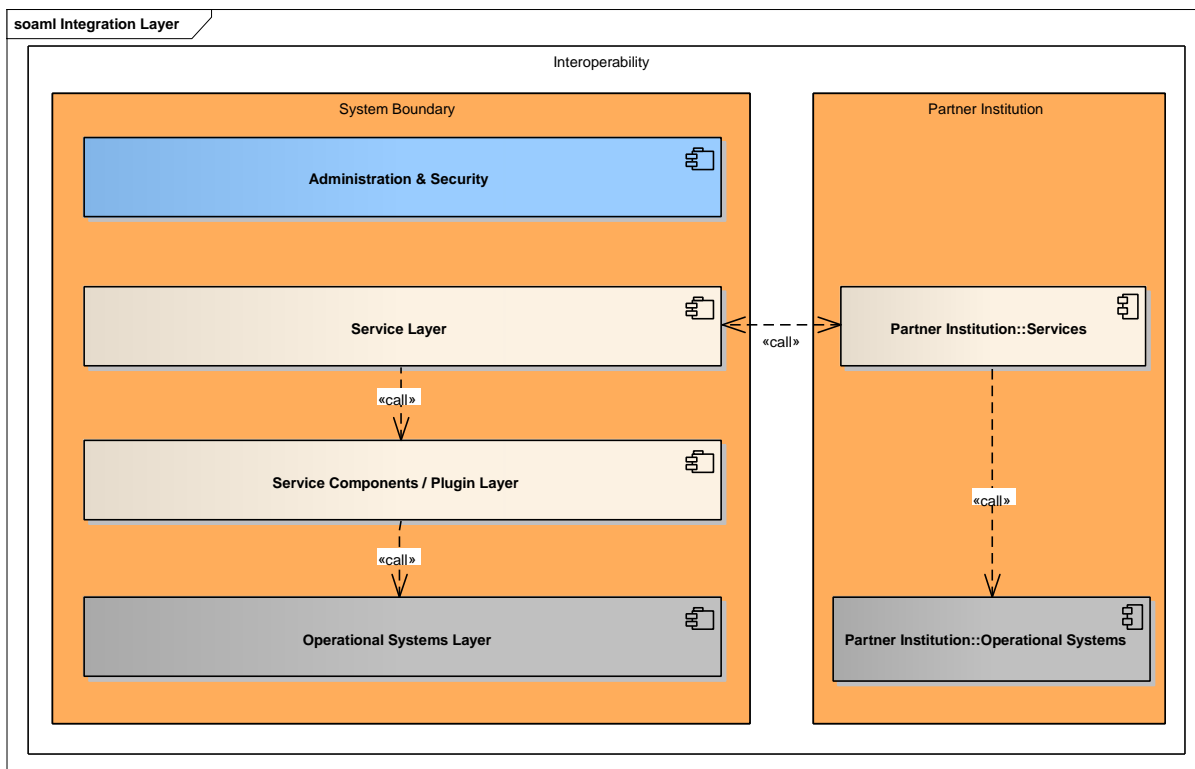 soaml Integration Layer
Interoperability
System Boundary
Partner Institution
Administration & Security
Service Layer
«call»
Partner Institution::Services
«call»
Service Components / Plugin Layer
«call»
«call»
Operational Systems Layer
Partner Institution::Operational Systems